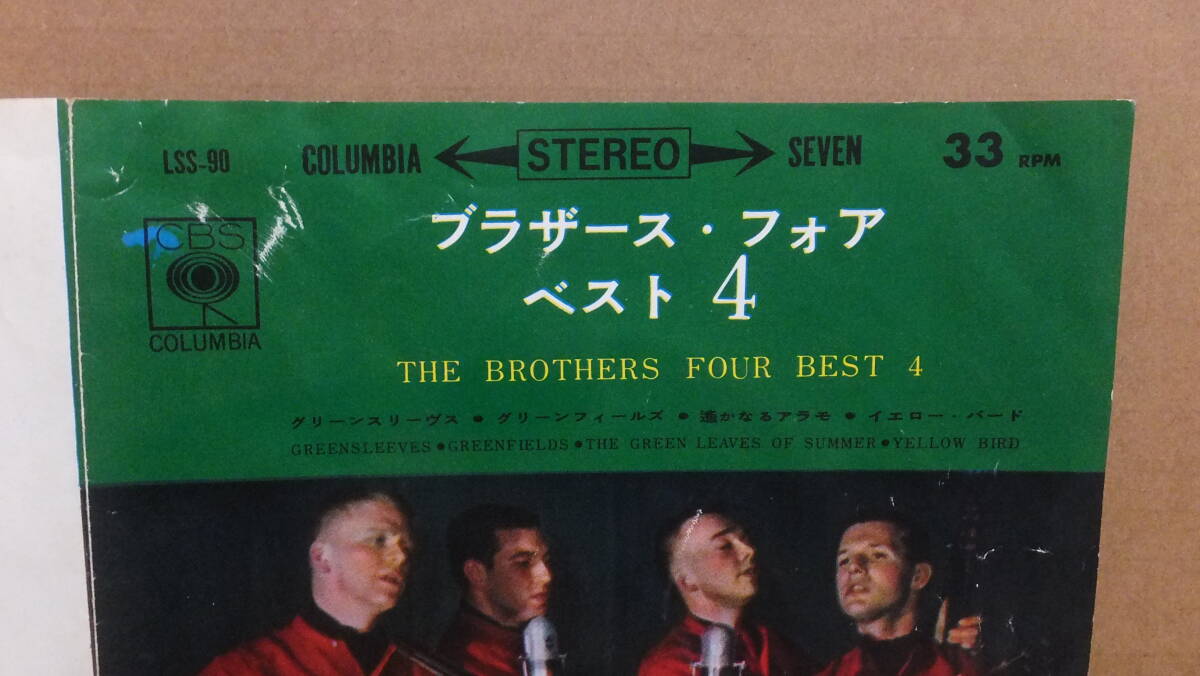 LSS-90 COLUMBIA STEREO SEVEN 33 RPM
CBS
COLUMBIA
ブラザース・フォア
ベスト 4
THE BROTHERS FOUR BEST 4
グリーンスリーヴス ● グリーンフィールズ ● 遙かなるアラモ ● イエロー・バード
GREENSLEEVES ● GREENFIELDS ● THE GREEN LEAVES OF SUMMER ● YELLOW BIRD